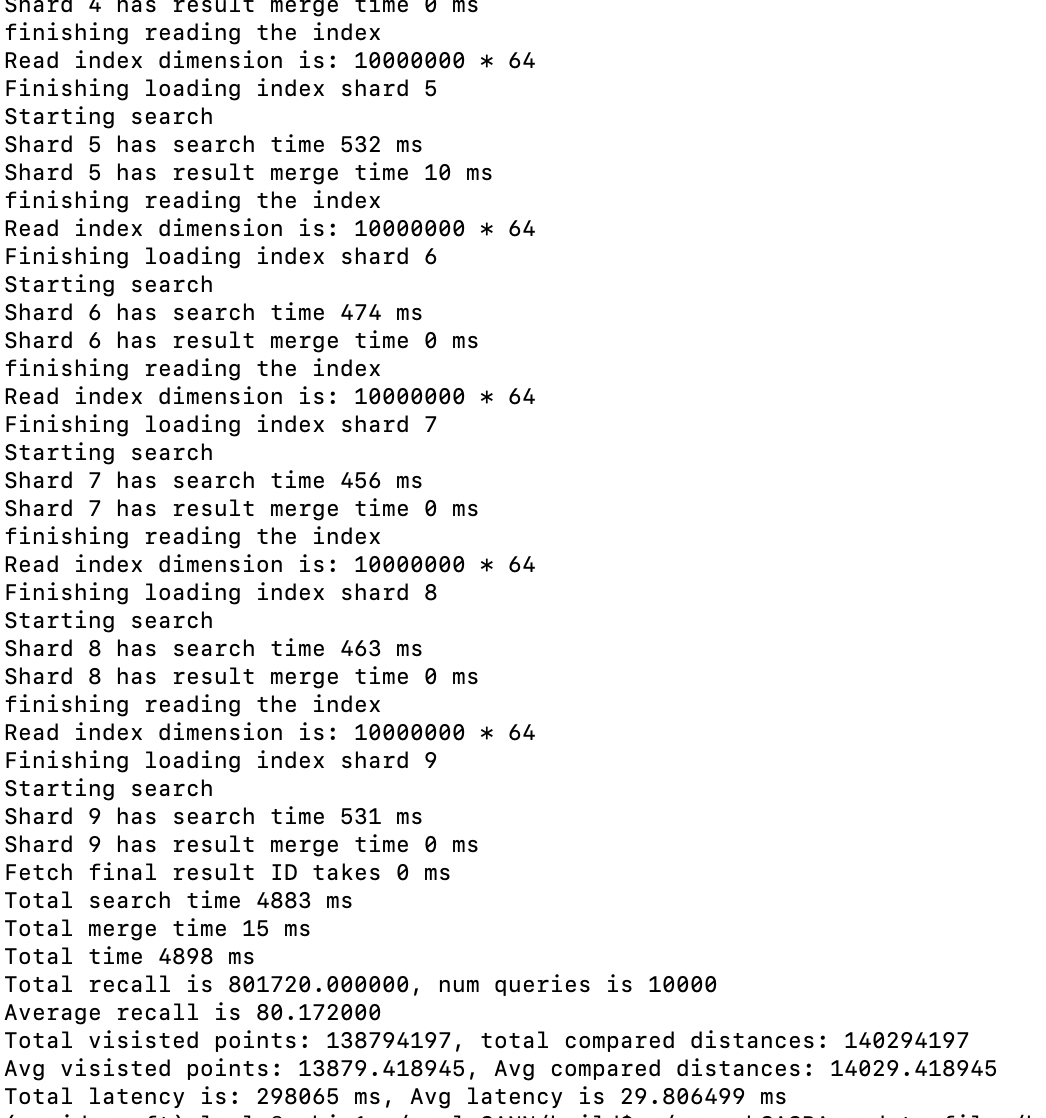 Shard 4 has result merge time 0 ms
finishing reading the index
Read index dimension is: 10000000 * 64
Finishing loading index shard 5
Starting search
Shard 5 has search time 532 ms
Shard 5 has result merge time 10 ms
finishing reading the index
Read index dimension is: 10000000 * 64
Finishing loading index shard 6
Starting search
Shard 6 has search time 474 ms
Shard 6 has result merge time 0 ms
finishing reading the index
Read index dimension is: 10000000 * 64
Finishing loading index shard 7
Starting search
Shard 7 has search time 456 ms
Shard 7 has result merge time 0 ms
finishing reading the index
Read index dimension is: 10000000 * 64
Finishing loading index shard 8
Starting search
Shard 8 has search time 463 ms
Shard 8 has result merge time 0 ms
finishing reading the index
Read index dimension is: 10000000 * 64
Finishing loading index shard 9
Starting search
Shard 9 has search time 531 ms
Shard 9 has result merge time 0 ms
Fetch final result ID takes 0 ms
Total search time 4883 ms
Total merge time 15 ms
Total time 4898 ms
Total recall is 801720.000000, num queries is 10000
Average recall is 80.172000
Total visisted points: 138794197, total compared distances: 140294197
Avg visisted points: 13879.418945, Avg compared distances: 14029.418945
Total latency is: 298065 ms, Avg latency is 29.806499 ms